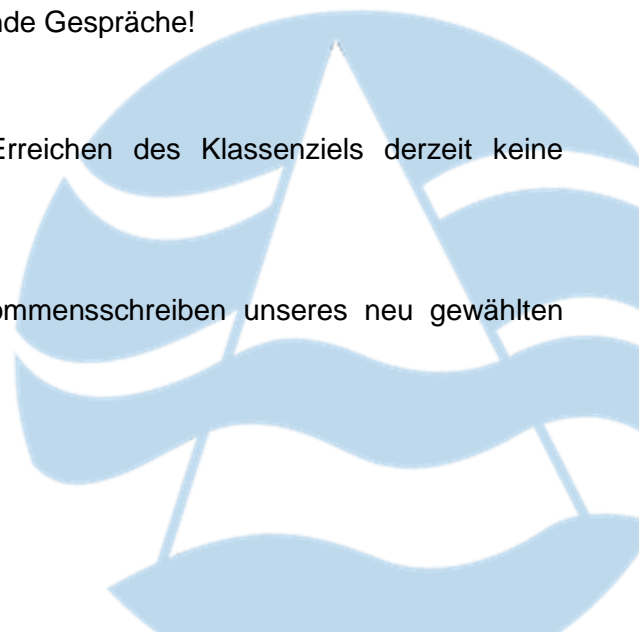 nde Gespräche!
Erreichen des Klassenziels derzeit keine
ommensschreiben unseres neu gewählten